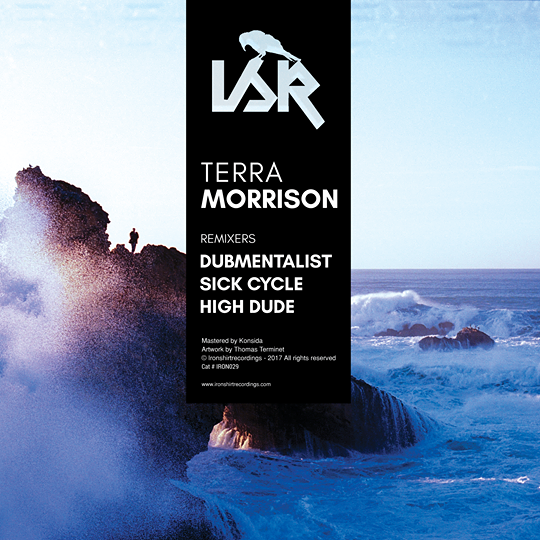 ISR
TERRA
MORRISON
REMIXERS
DUBMENTALIST
SICK CYCLE
HIGH DUDE
Mastered by Konsida
Artwork by Thomas Terminet
© Ironshirtrecordings - 2017 All rights reserved
Cat # IRON029
www.ironshirtrecordings.com